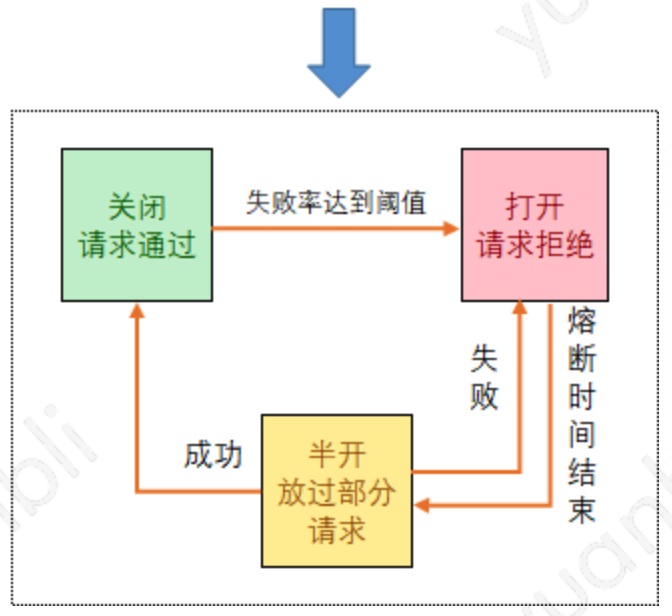 关闭
请求通过
失败率达到阈值
打开
请求拒绝
失败
熔断时间结束
成功
半开
放过部分
请求